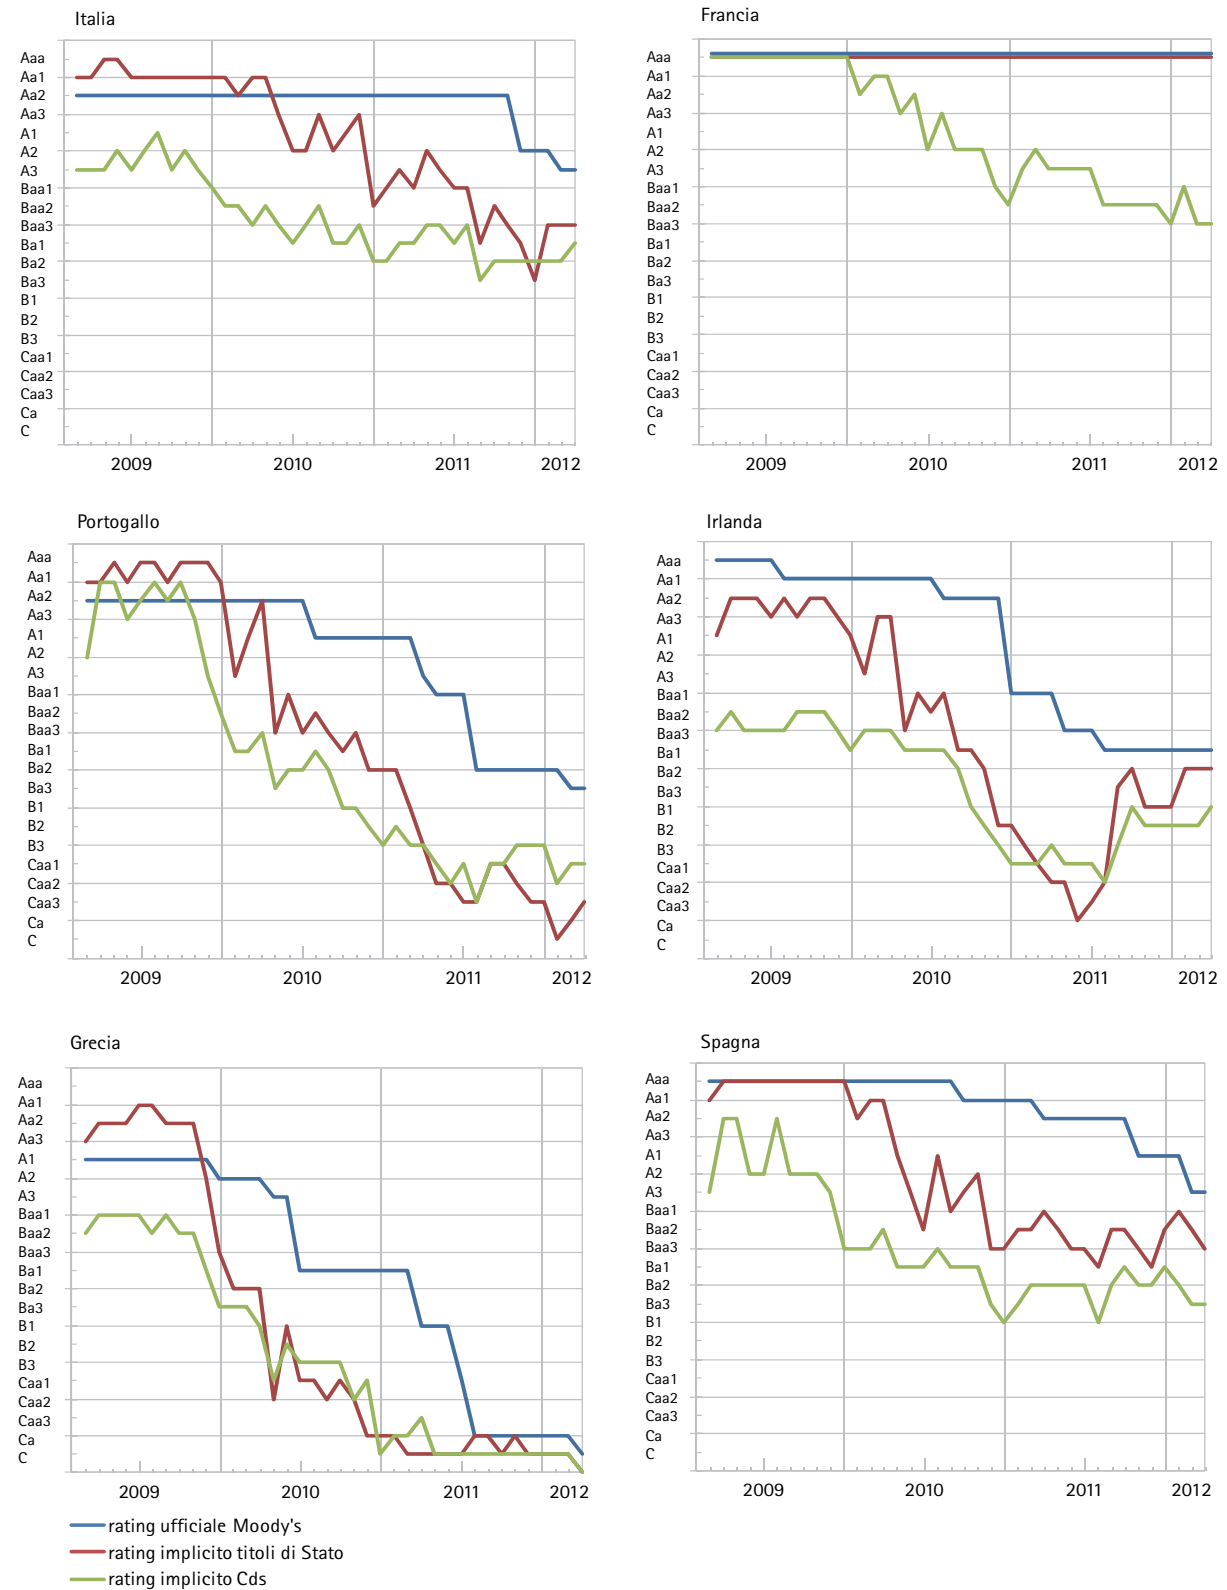 Italia
Aaa
Aa1
Aa2
Aa3
A1
A2
A3
Baa1
Baa2
Baa3
Ba1
Ba2
Ba3
B1
B2
B3
Caa1
Caa2
Caa3
Ca
C
2009 2010 2011 2012
Francia
Aaa
Aa1
Aa2
Aa3
A1
A2
A3
Baa1
Baa2
Baa3
Ba1
Ba2
Ba3
B1
B2
B3
Caa1
Caa2
Caa3
Ca
C
2009 2010 2011 2012
Portogallo
Aaa
Aa1
Aa2
Aa3
A1
A2
A3
Baa1
Baa2
Baa3
Ba1
Ba2
Ba3
B1
B2
B3
Caa1
Caa2
Caa3
Ca
C
2009 2010 2011 2012
Irlanda
Aaa
Aa1
Aa2
Aa3
A1
A2
A3
Baa1
Baa2
Baa3
Ba1
Ba2
Ba3
B1
B2
B3
Caa1
Caa2
Caa3
Ca
C
2009 2010 2011 2012
Grecia
Aaa
Aa1
Aa2
Aa3
A1
A2
A3
Baa1
Baa2
Baa3
Ba1
Ba2
Ba3
B1
B2
B3
Caa1
Caa2
Caa3
Ca
C
2009 2010 2011 2012
Spagna
Aaa
Aa1
Aa2
Aa3
A1
A2
A3
Baa1
Baa2
Baa3
Ba1
Ba2
Ba3
B1
B2
B3
Caa1
Caa2
Caa3
Ca
C
2009 2010 2011 2012
rating ufficiale Moody's
rating implicito titoli di Stato
rating implicito Cds